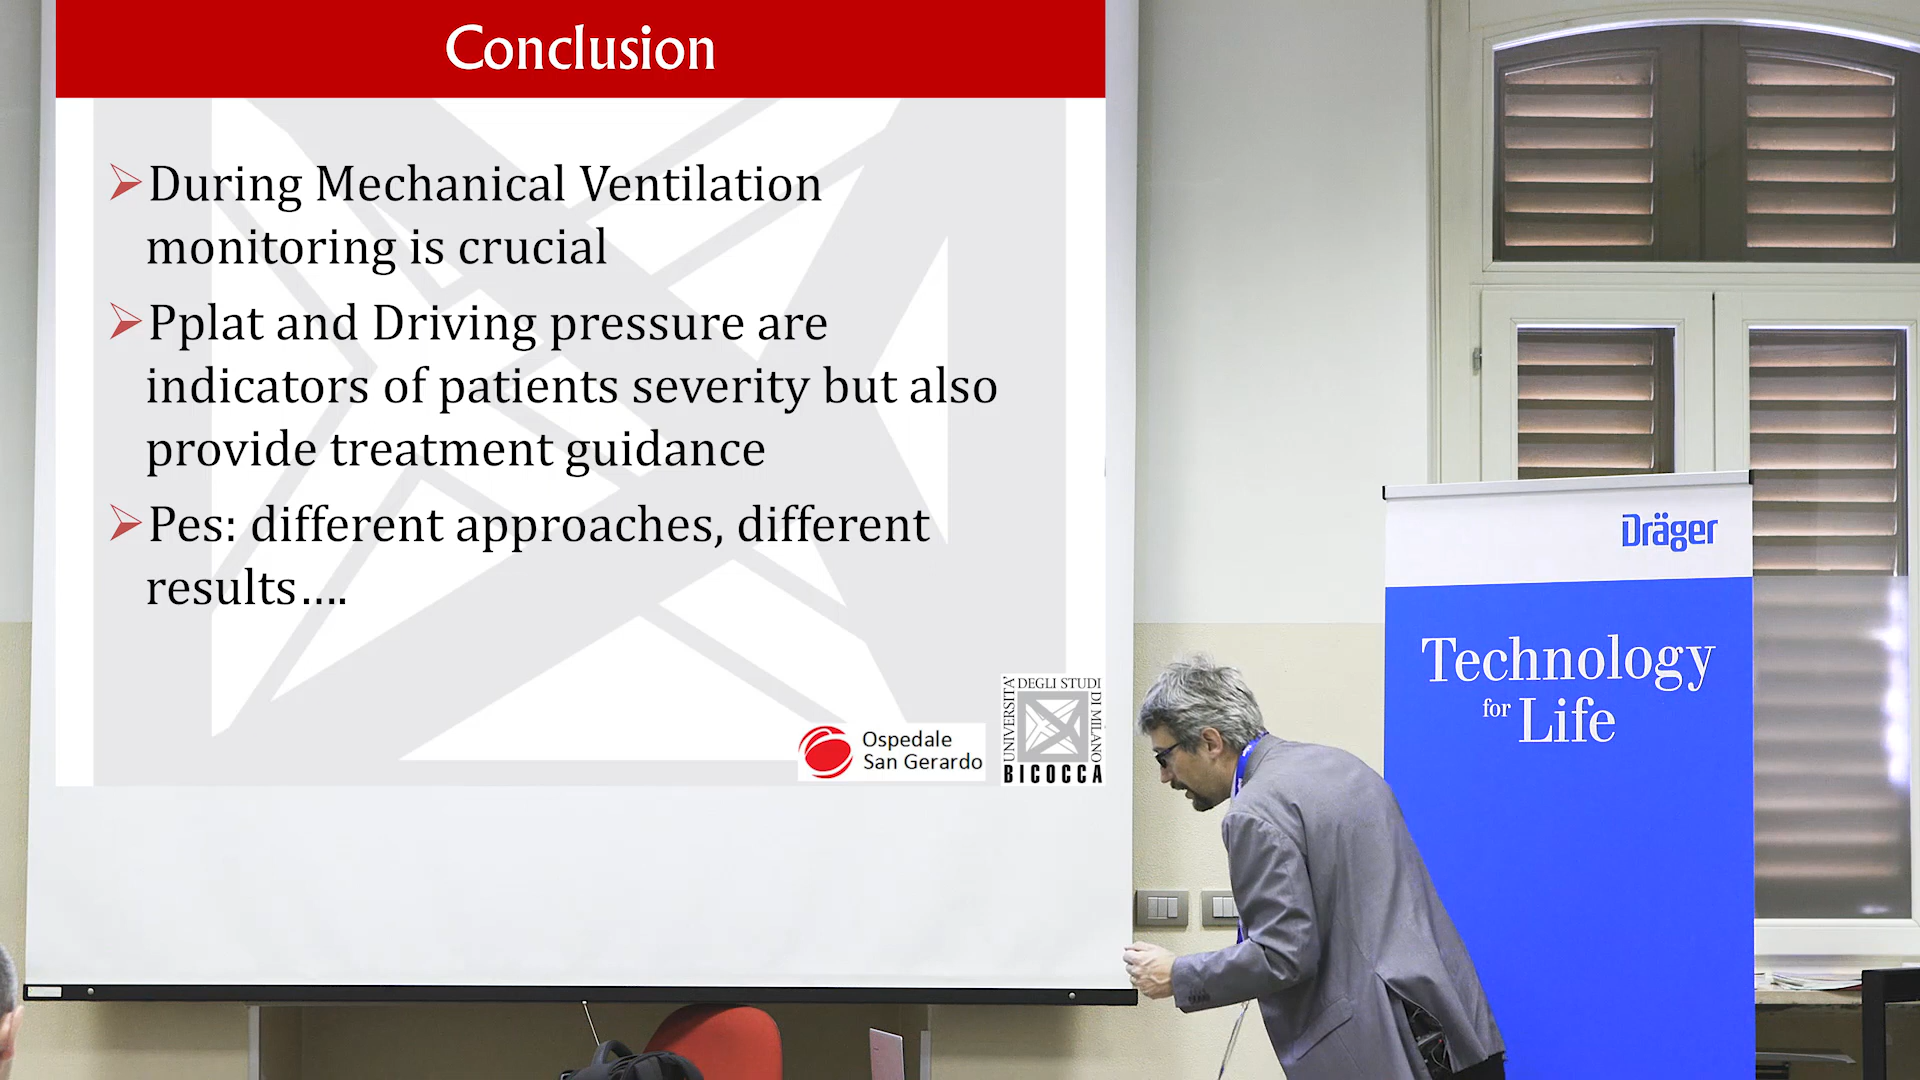 Conclusion
During Mechanical Ventilation
monitoring is crucial
Pplat and Driving pressure are
indicators of patients severity but also
provide treatment guidance
Pes: different approaches, different
results....
Ospedale
San Gerardo
UNIVERSITA'
DEGLI STUDI
DI MILANO
BICOCCA
Dräger
Technology
for Life